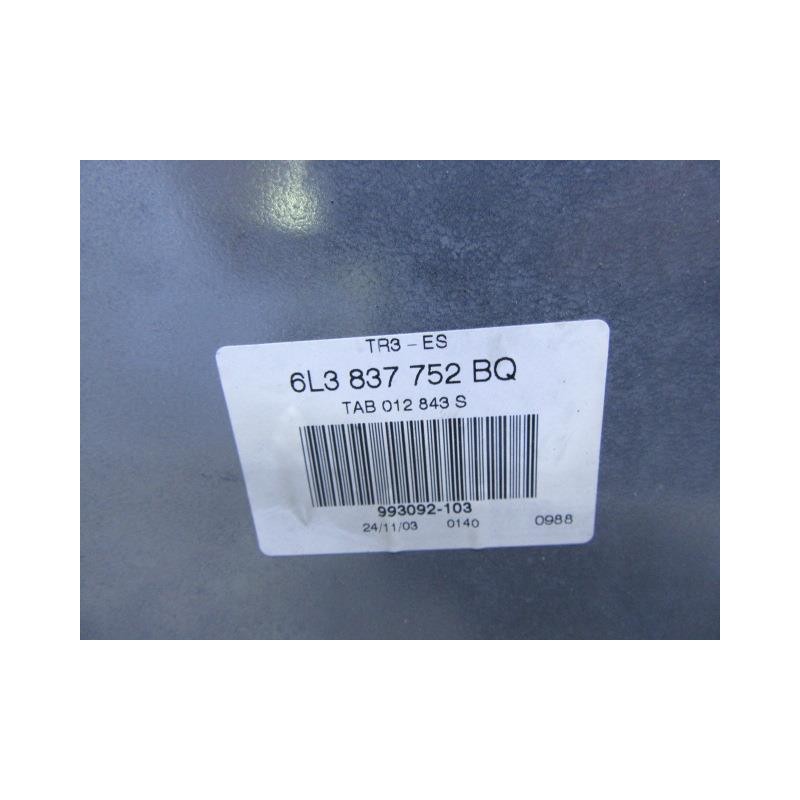 TR3 - ES
6L3 837 752 BQ
TAB 012 843 S
993092-103
24/11/03 0140 0988